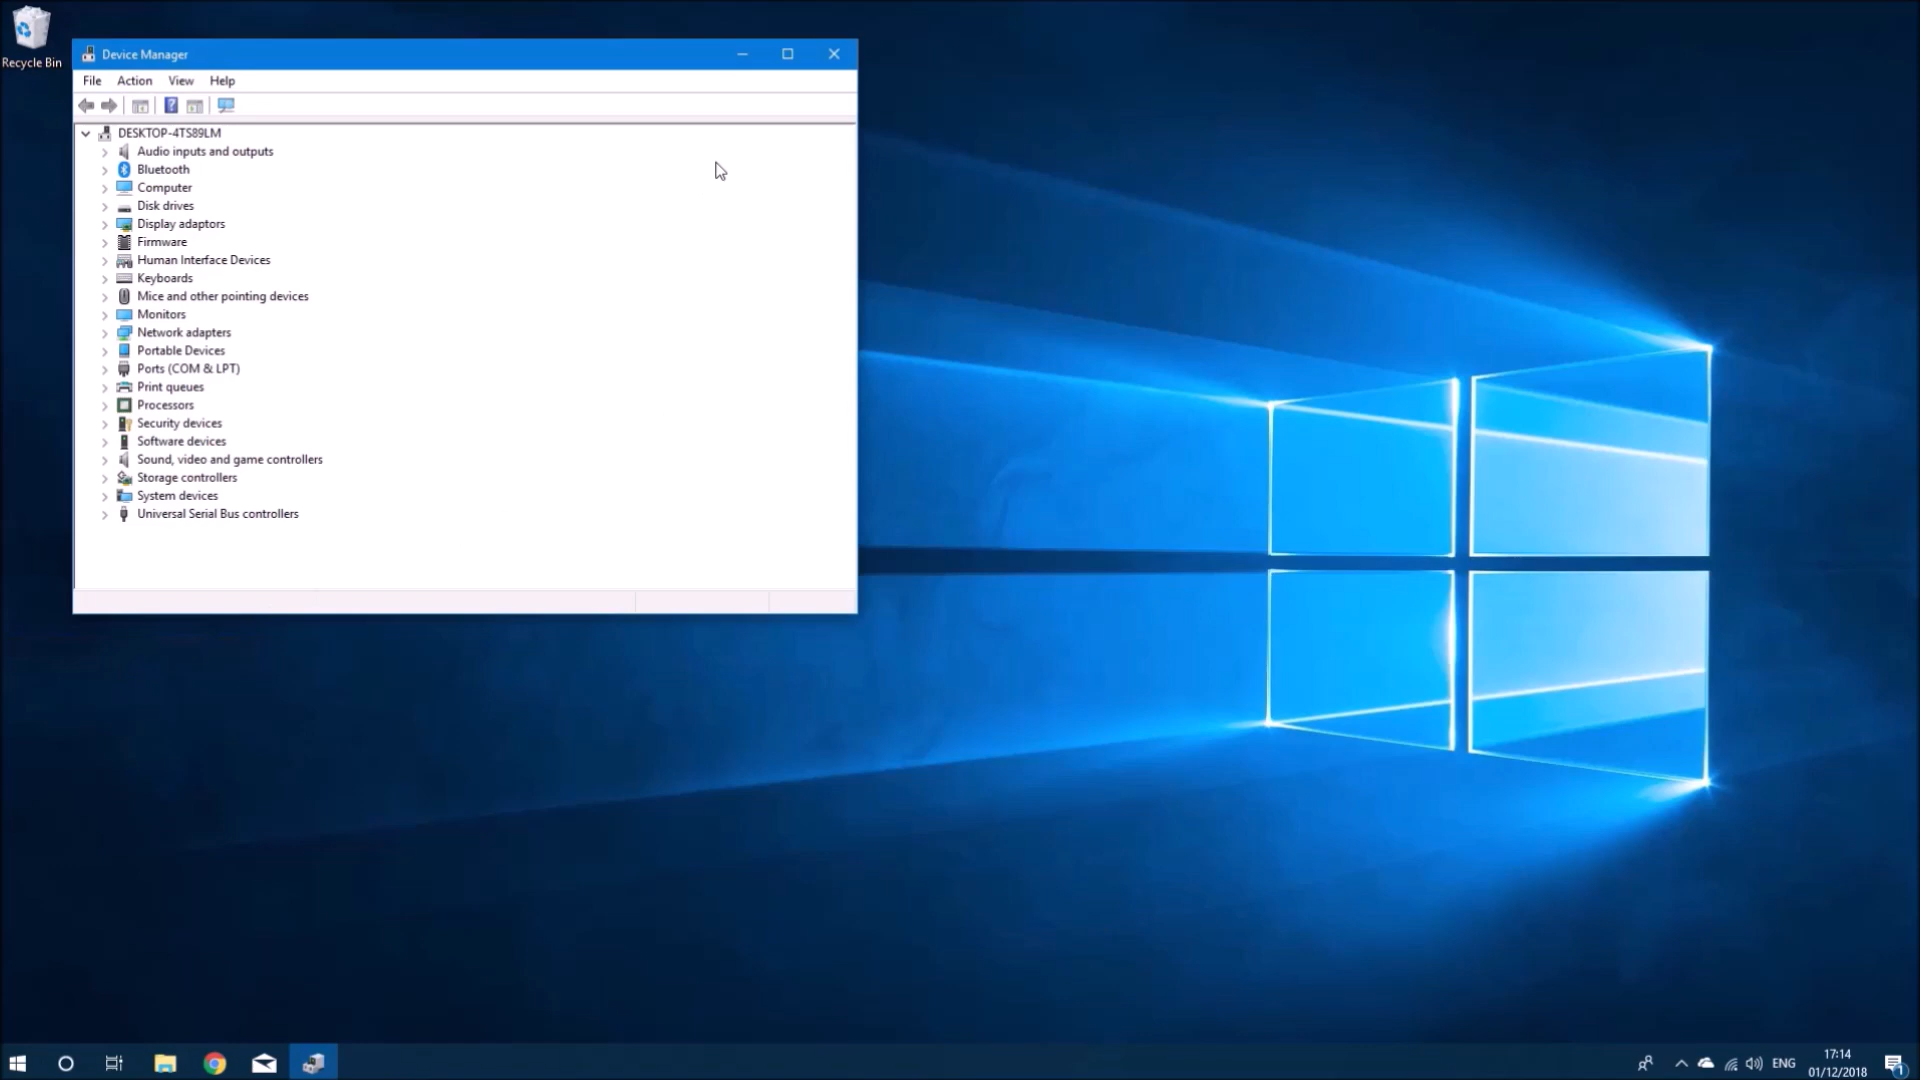 Recycle Bin
Device Manager
File Action View Help
DESKTOP-4TS89LM
Audio inputs and outputs
Bluetooth
Computer
Disk drives
Display adaptors
Firmware
Human Interface Devices
Keyboards
Mice and other pointing devices
Monitors
Network adapters
Portable Devices
Ports (COM & LPT)
Print queues
Processors
Security devices
Software devices
Sound, video and game controllers
Storage controllers
System devices
Universal Serial Bus controllers
ENG
17:14
01/12/2018
1